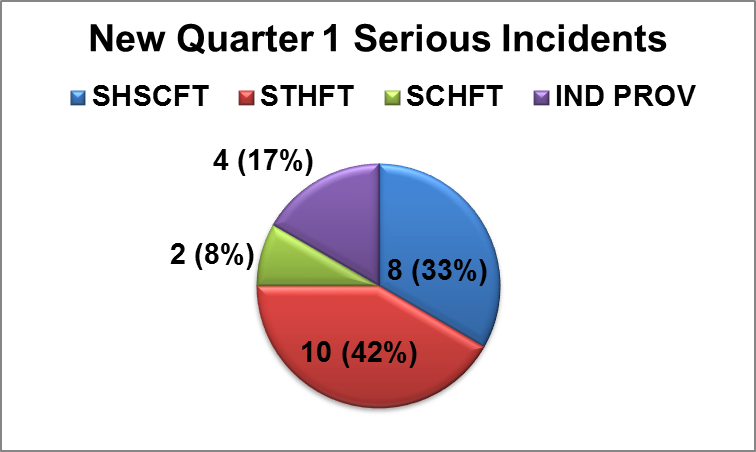 New Quarter 1 Serious Incidents
SHSCFT STHFT SCHFT IND PROV
4 (17%)
2 (8%)
8 (33%)
10 (42%)